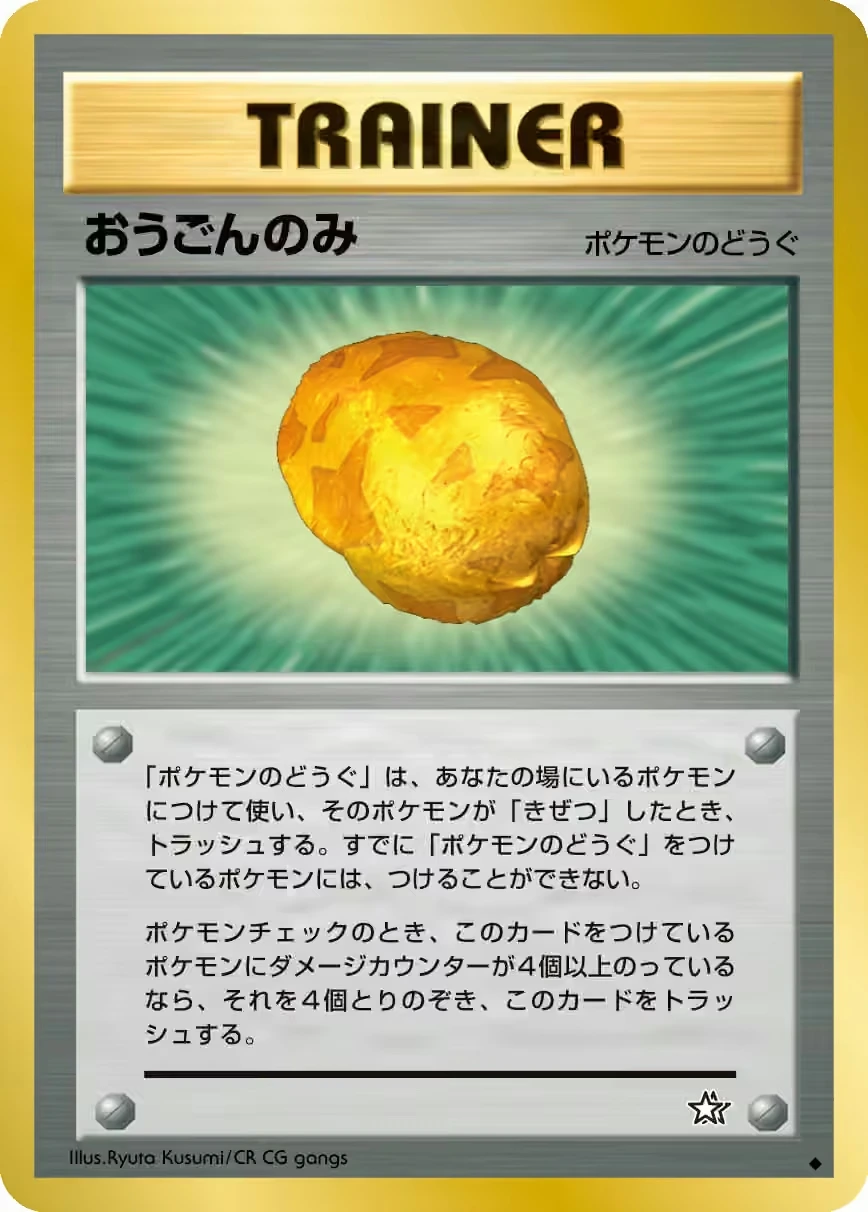 TRAINER
おうごんのみ
ポケモンのどうぐ
「ポケモンのどうぐ」は、あなたの場にいるポケモン
につけて使い、そのポケモンが「きぜつ」したとき、
トラッシュする。すでに「ポケモンのどうぐ」をつけ
ているポケモンには、つけることができない。
ポケモンチェックのとき、このカードをつけている
ポケモンにダメージカウンターが4個以上のっている
なら、それを4個とりのぞき、このカードをトラッ
シュする。
Illus.Ryuta Kusumi/CR CG gangs